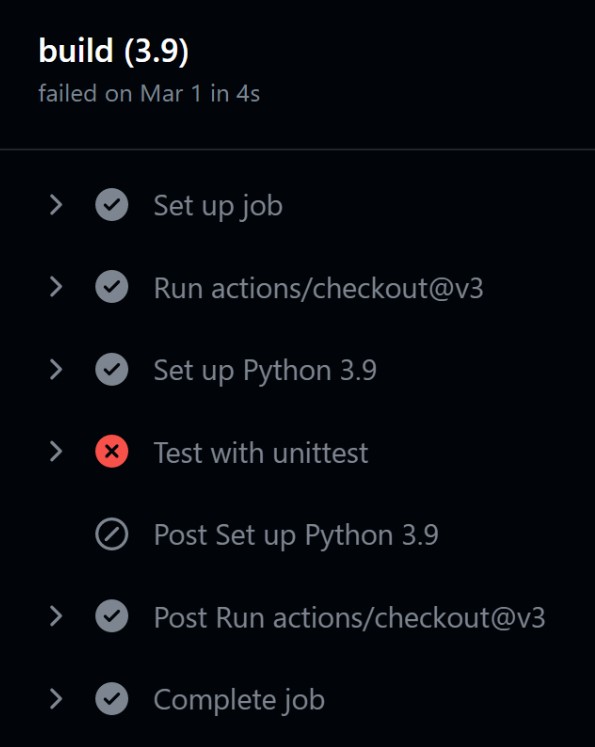 build (3.9)
failed on Mar 1 in 4s
Set up job
Run actions/checkout@v3
Set up Python 3.9
Test with unittest
Post Set up Python 3.9
Post Run actions/checkout@v3
Complete job